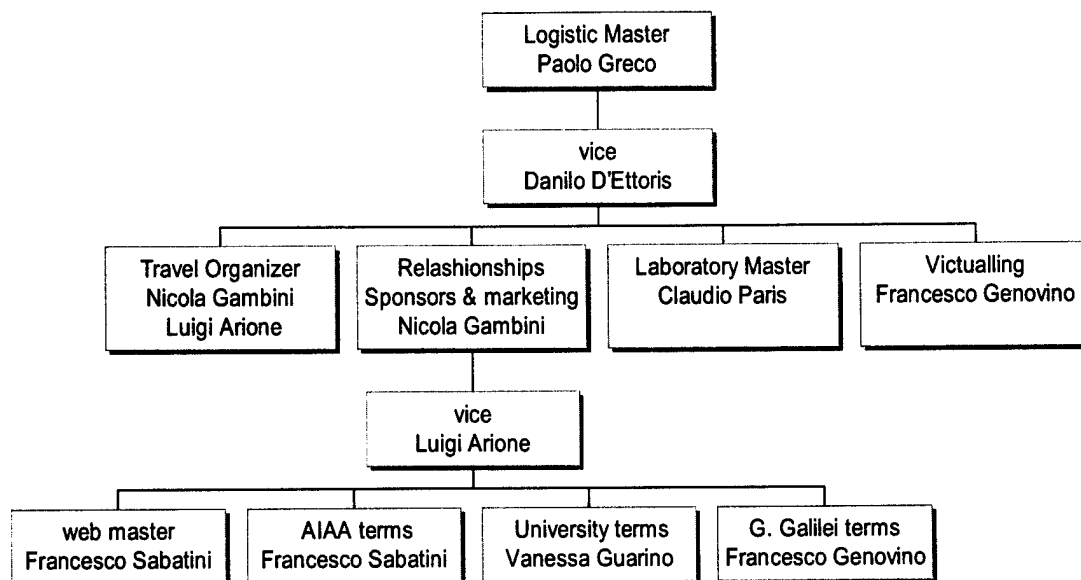 Logistic Master
Paolo Greco
vice
Danilo D'Ettoris
Travel Organizer
Nicola Gambini
Luigi Arione
Relashionships
Sponsors & marketing
Nicola Gambini
Laboratory Master
Claudio Paris
Victualling
Francesco Genovino
vice
Luigi Arione
web master
Francesco Sabatini
AIAA terms
Francesco Sabatini
University terms
Vanessa Guarino
G. Galilei terms
Francesco Genovino